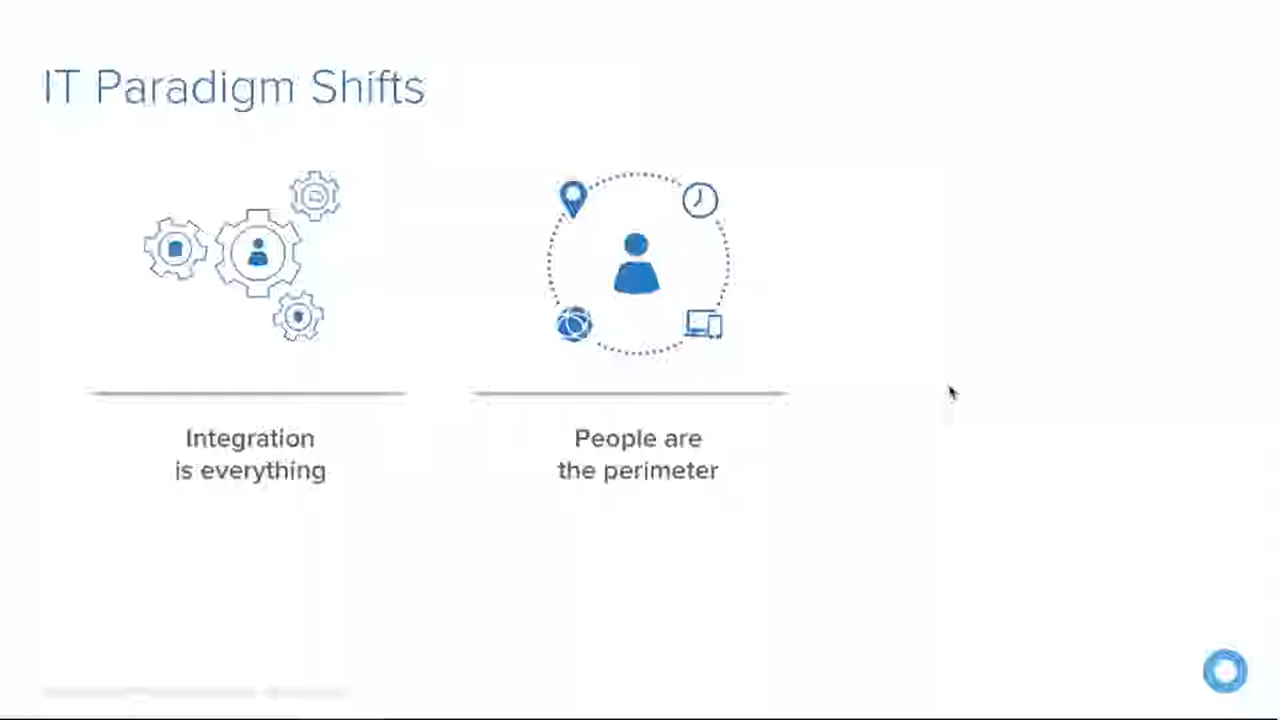 IT Paradigm Shifts
Integration
is everything
People are
the perimeter